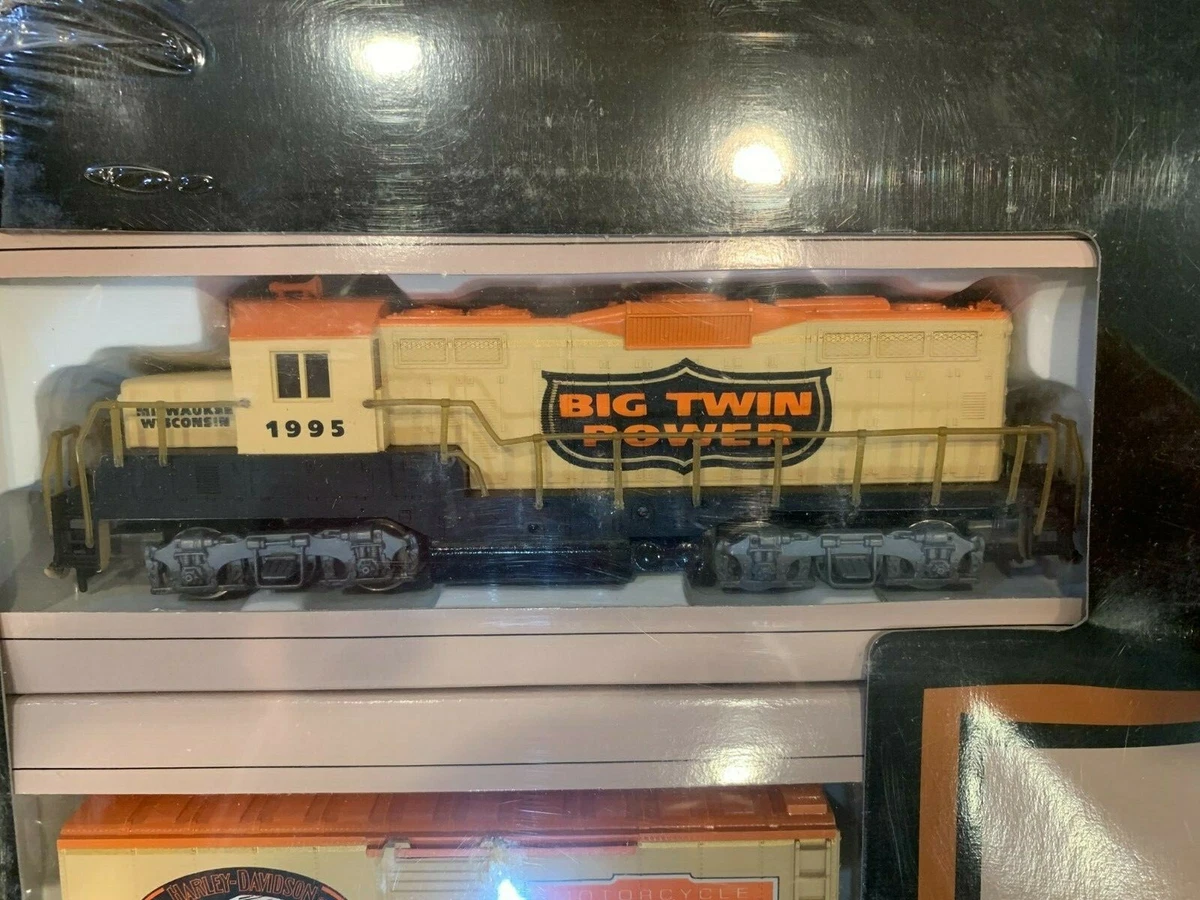 MILWAUKEE
WISCONSIN
1995
BIG TWIN
POWER
HARLEY-DAVIDSON
MOTORCYCLE